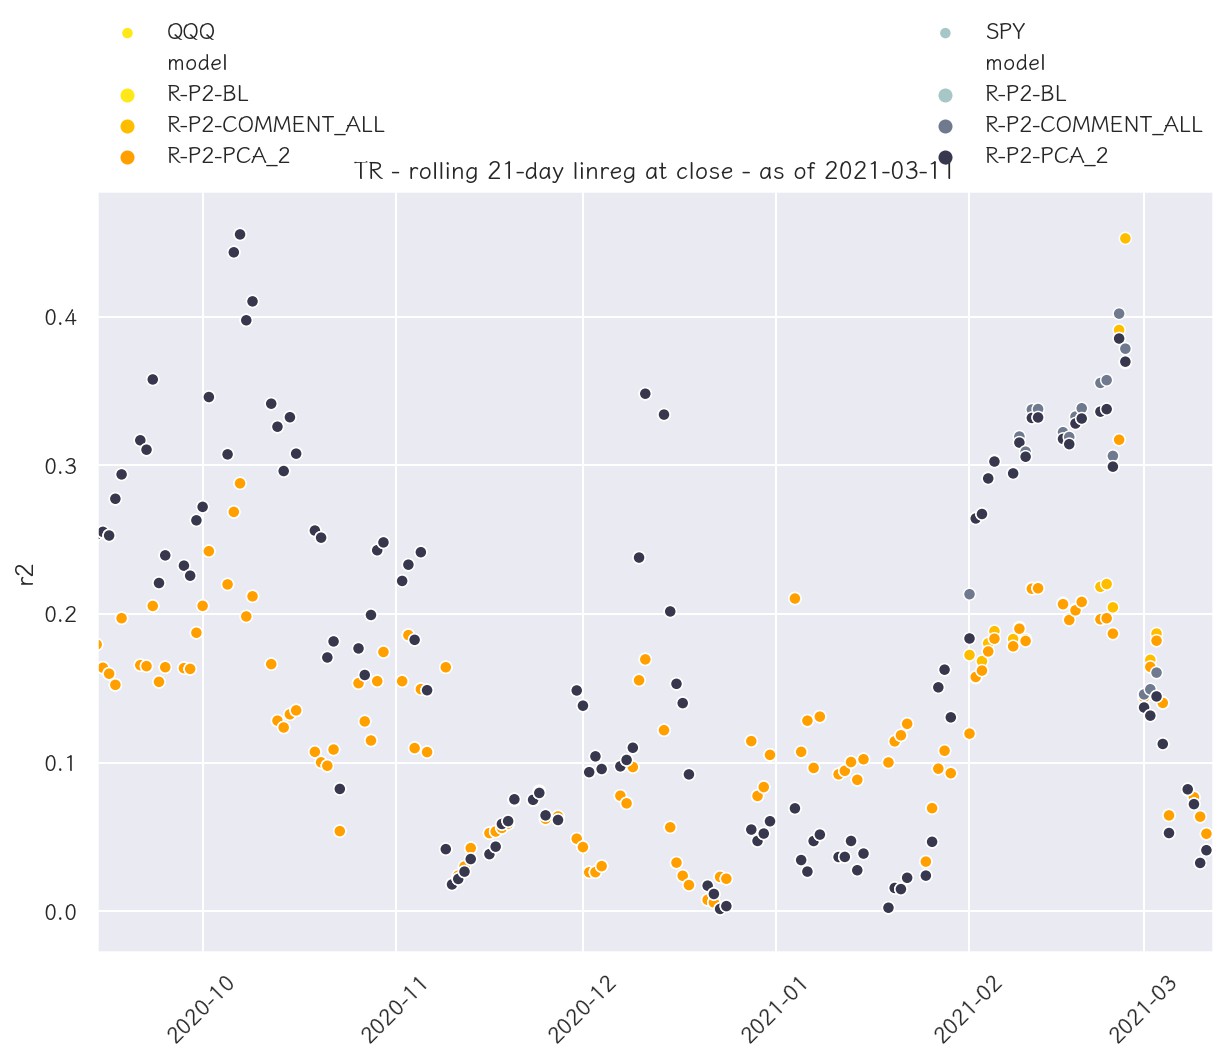 QQQ
model
R-P2-BL
R-P2-COMMENT_ALL
R-P2-PCA_2
SPY
model
R-P2-BL
R-P2-COMMENT_ALL
R-P2-PCA_2
TR - rolling 21-day linreg at close - as of 2021-03-11
r2
0.4
0.3
0.2
0.1
0.0
2020-10
2020-11
2020-12
2021-01
2021-02
2021-03